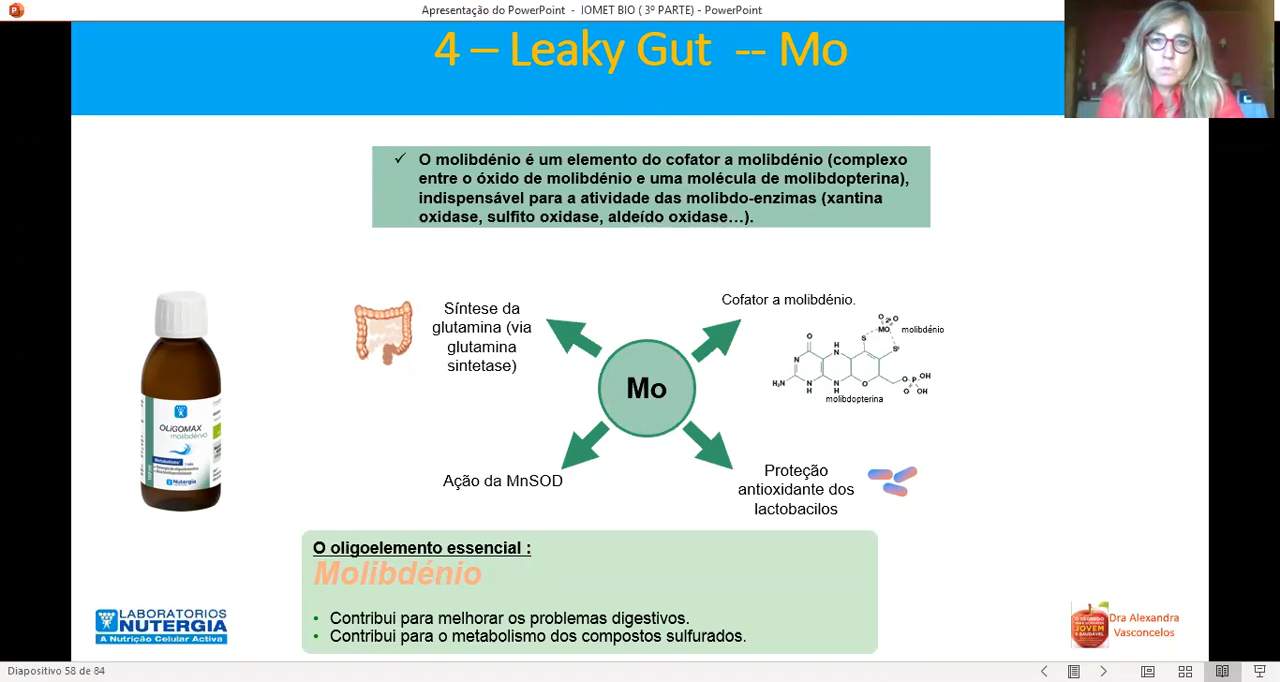 Apresentação do PowerPoint - IOMET BIO ( 3º PARTE) - PowerPoint
4 – Leaky Gut -- Mo
✓ O molibdénio é um elemento do cofator a molibdénio (complexo
entre o óxido de molibdénio e uma molécula de molibdopterina),
indispensável para a atividade das molibdo-enzimas (xantina
oxidase, sulfito oxidase, aldeído oxidase…).
Síntese da
glutamina (via
glutamina
sintetase)
Cofator a molibdénio.
molibdénio
molibdopterina
Mo
Ação da MnSOD
Proteção
antioxidante dos
lactobacilos
OLIGOMAX
molibdénio
Nutergia
O oligoelemento essencial :
Molibdénio
• Contribui para melhorar os problemas digestivos.
• Contribui para o metabolismo dos compostos sulfurados.
LABORATORIOS
NUTERGIA
A Nutrição Celular Activa
JOVEM
E SAUDÁVEL
Dra Alexandra
Vasconcelos
Diapositivo 58 de 84